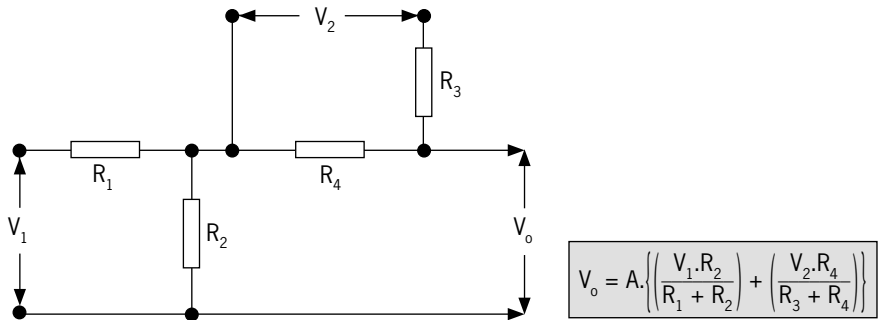 V₂
R₃
R₁
R₄
V₁
R₂
Vₒ
Vₒ = A.{(V₁.R₂ / R₁ + R₂) + (V₂.R₄ / R₃ + R₄)}